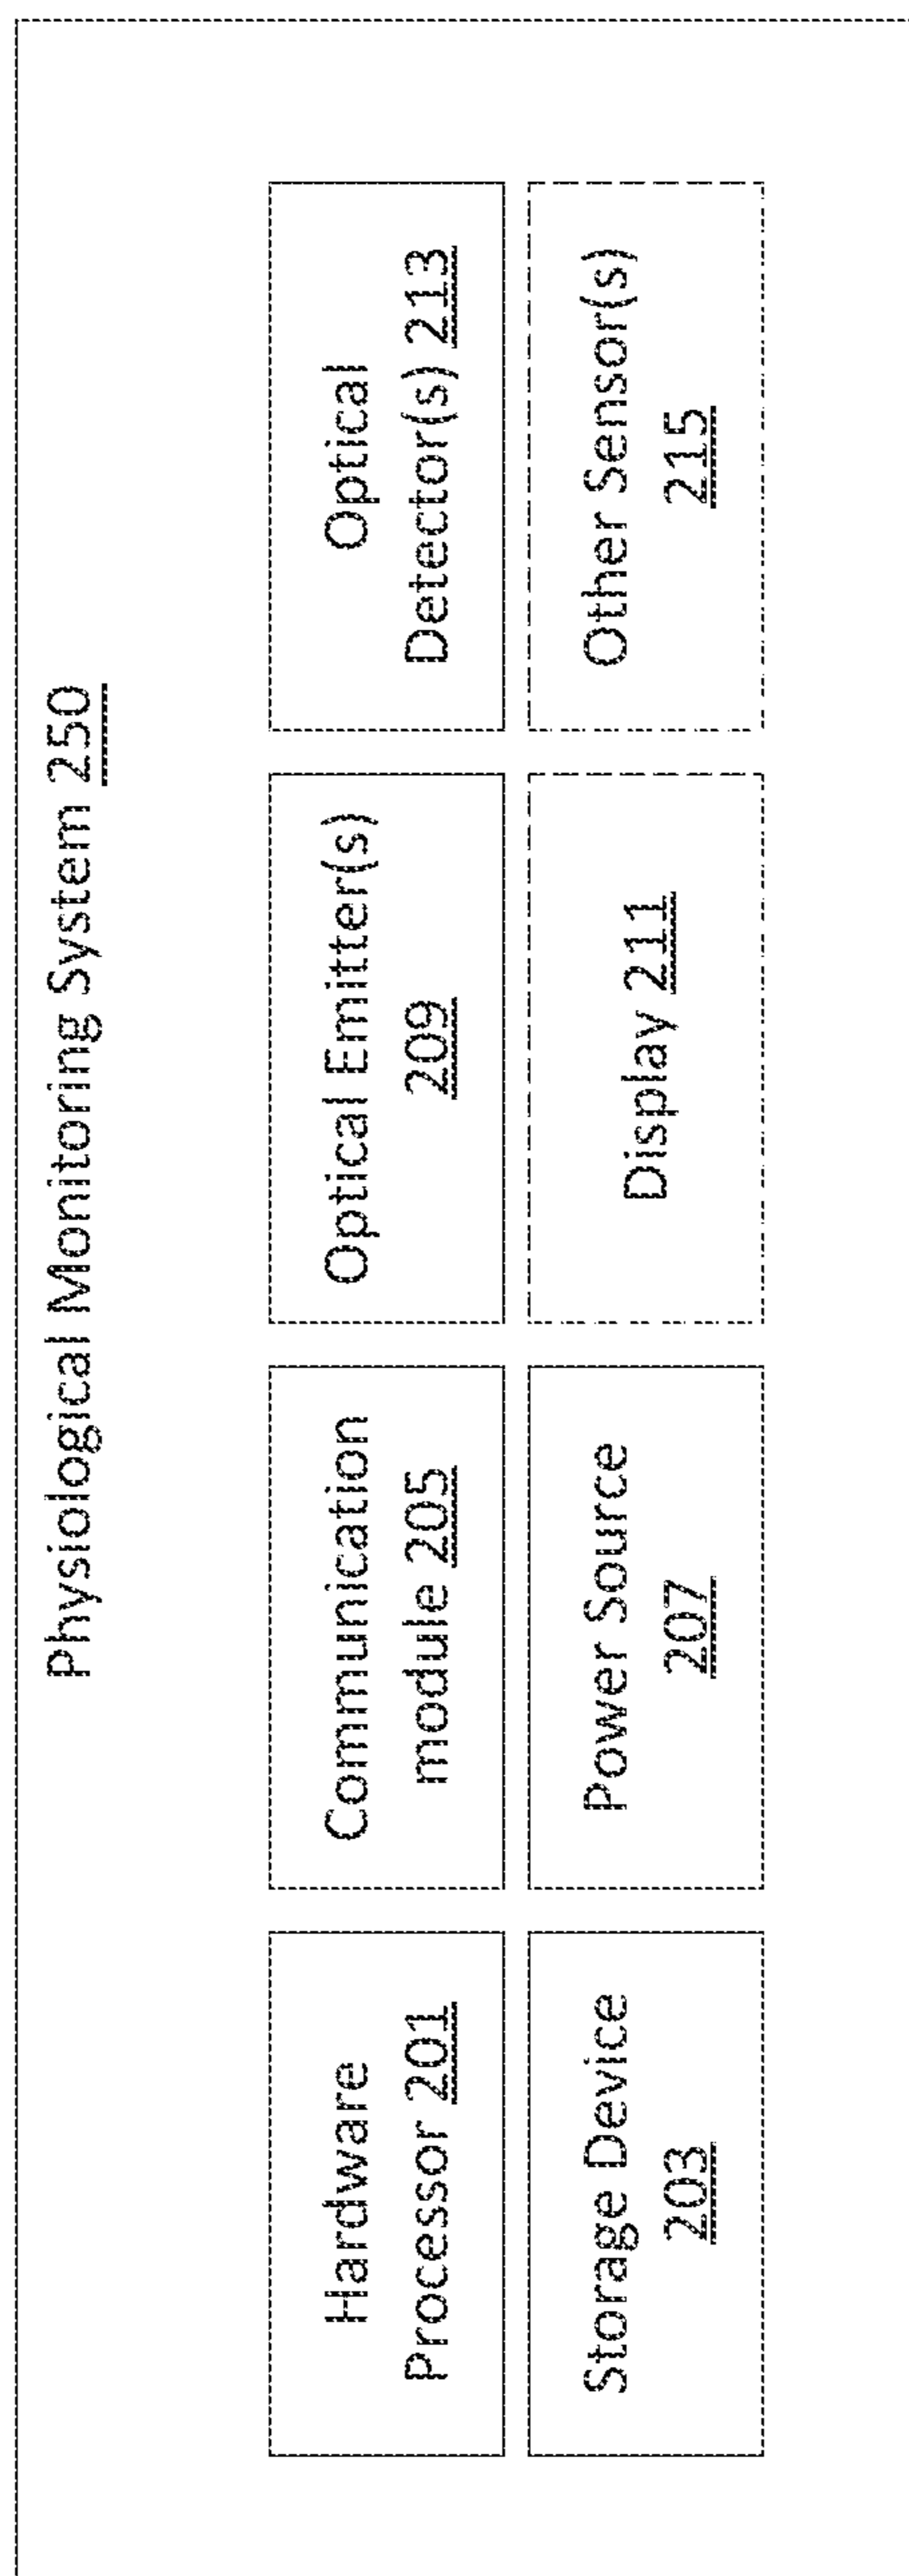 Physiological Monitoring System 250
Hardware
Processor 201
Communication
module 205
Optical Emitter(s)
209
Optical
Detector(s) 213
Storage Device
203
Power Source
207
Display 211
Other Sensor(s)
215